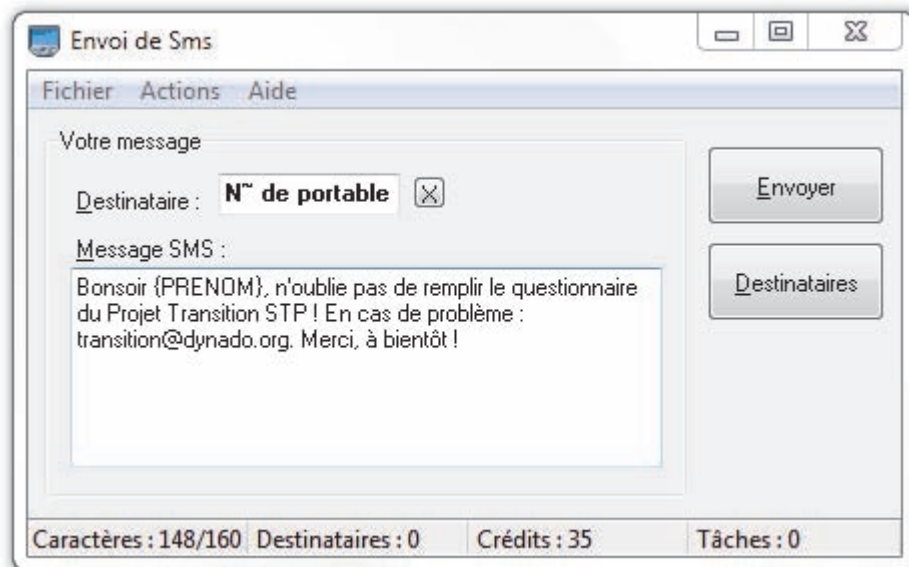 Envoi de Sms
Fichier Actions Aide
Votre message
Destinataire : N~ de portable X
Envoyer
Message SMS :
Bonsoir {PRENOM}, n'oublie pas de remplir le questionnaire
du Projet Transition STP ! En cas de problème :
transition@dynado.org. Merci, à bientôt !
Destinataires
Caractères : 148/160 Destinataires : 0 Crédits : 35 Tâches : 0